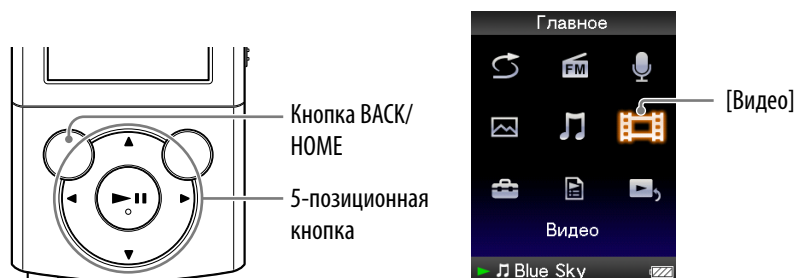 Кнопка BACK/
HOME
5-позиционная
кнопка
Главное
FM
[Видео]
Видео
Blue Sky